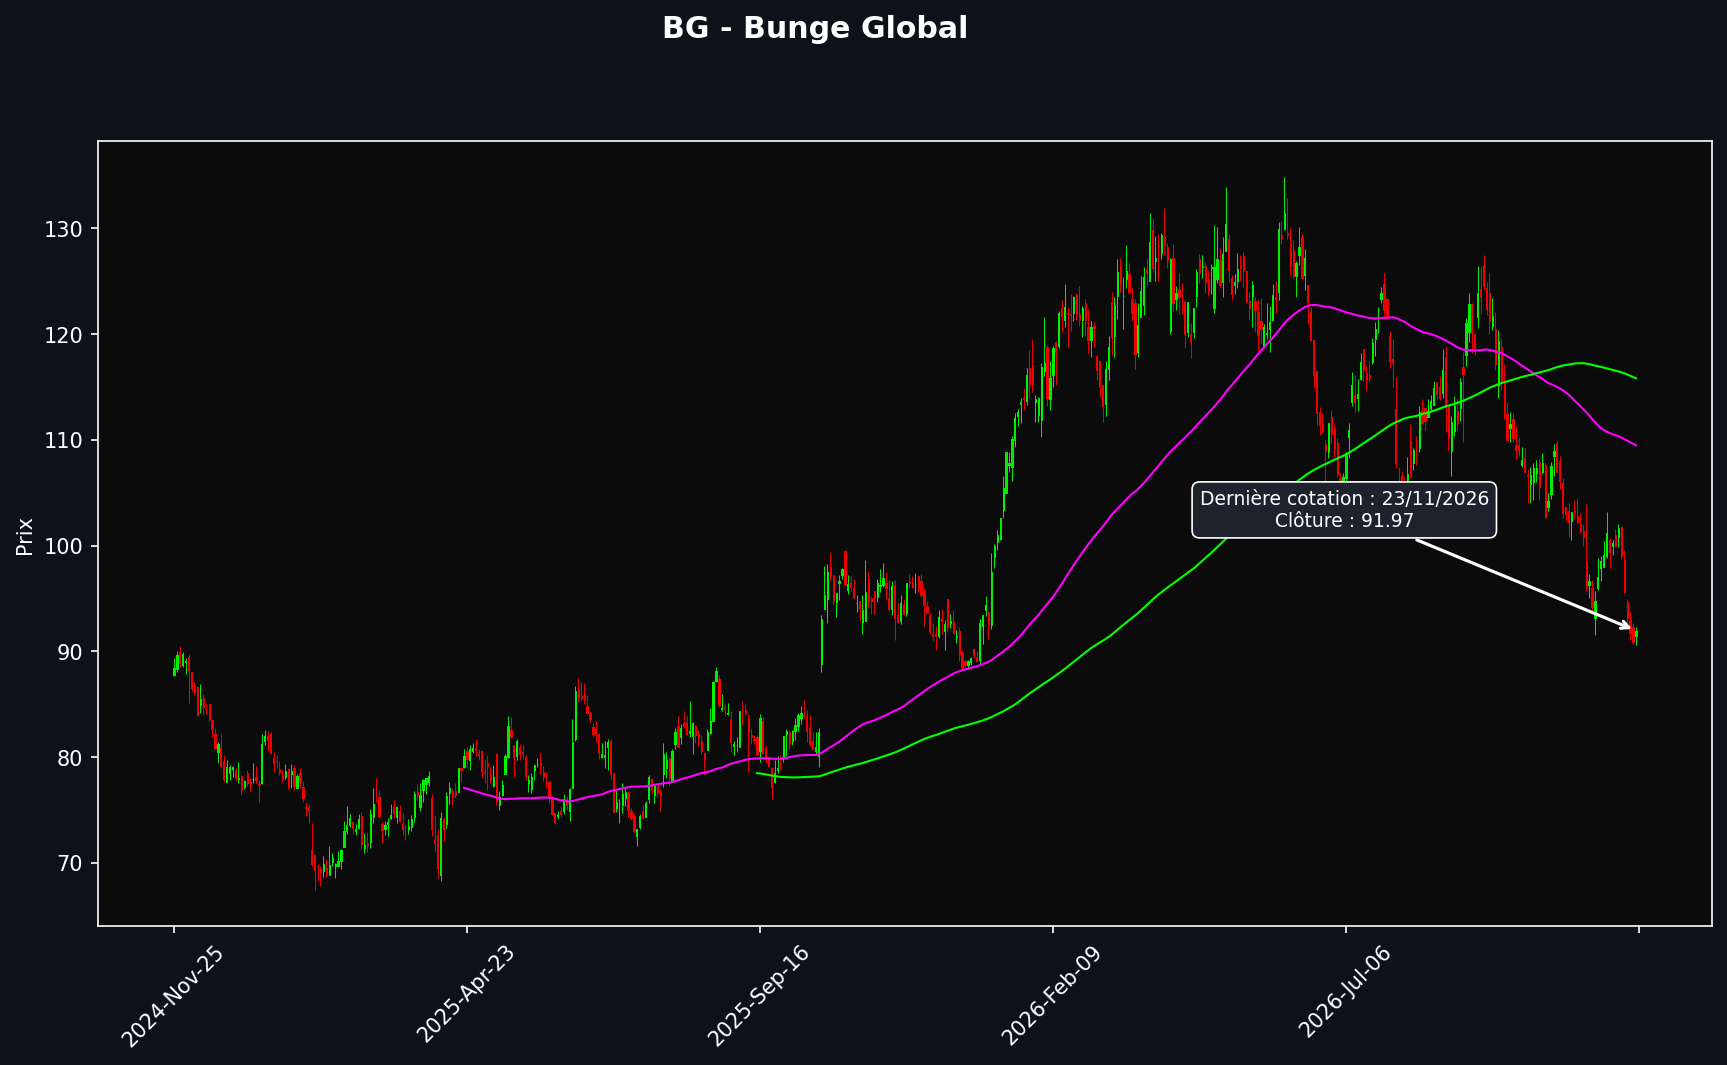 BG - Bunge Global
Prix
130
120
110
100
90
80
70
Dernière cotation : 23/11/2026
Clôture : 91.97
2024-Nov-25
2025-Apr-23
2025-Sep-16
2026-Feb-09
2026-Jul-06